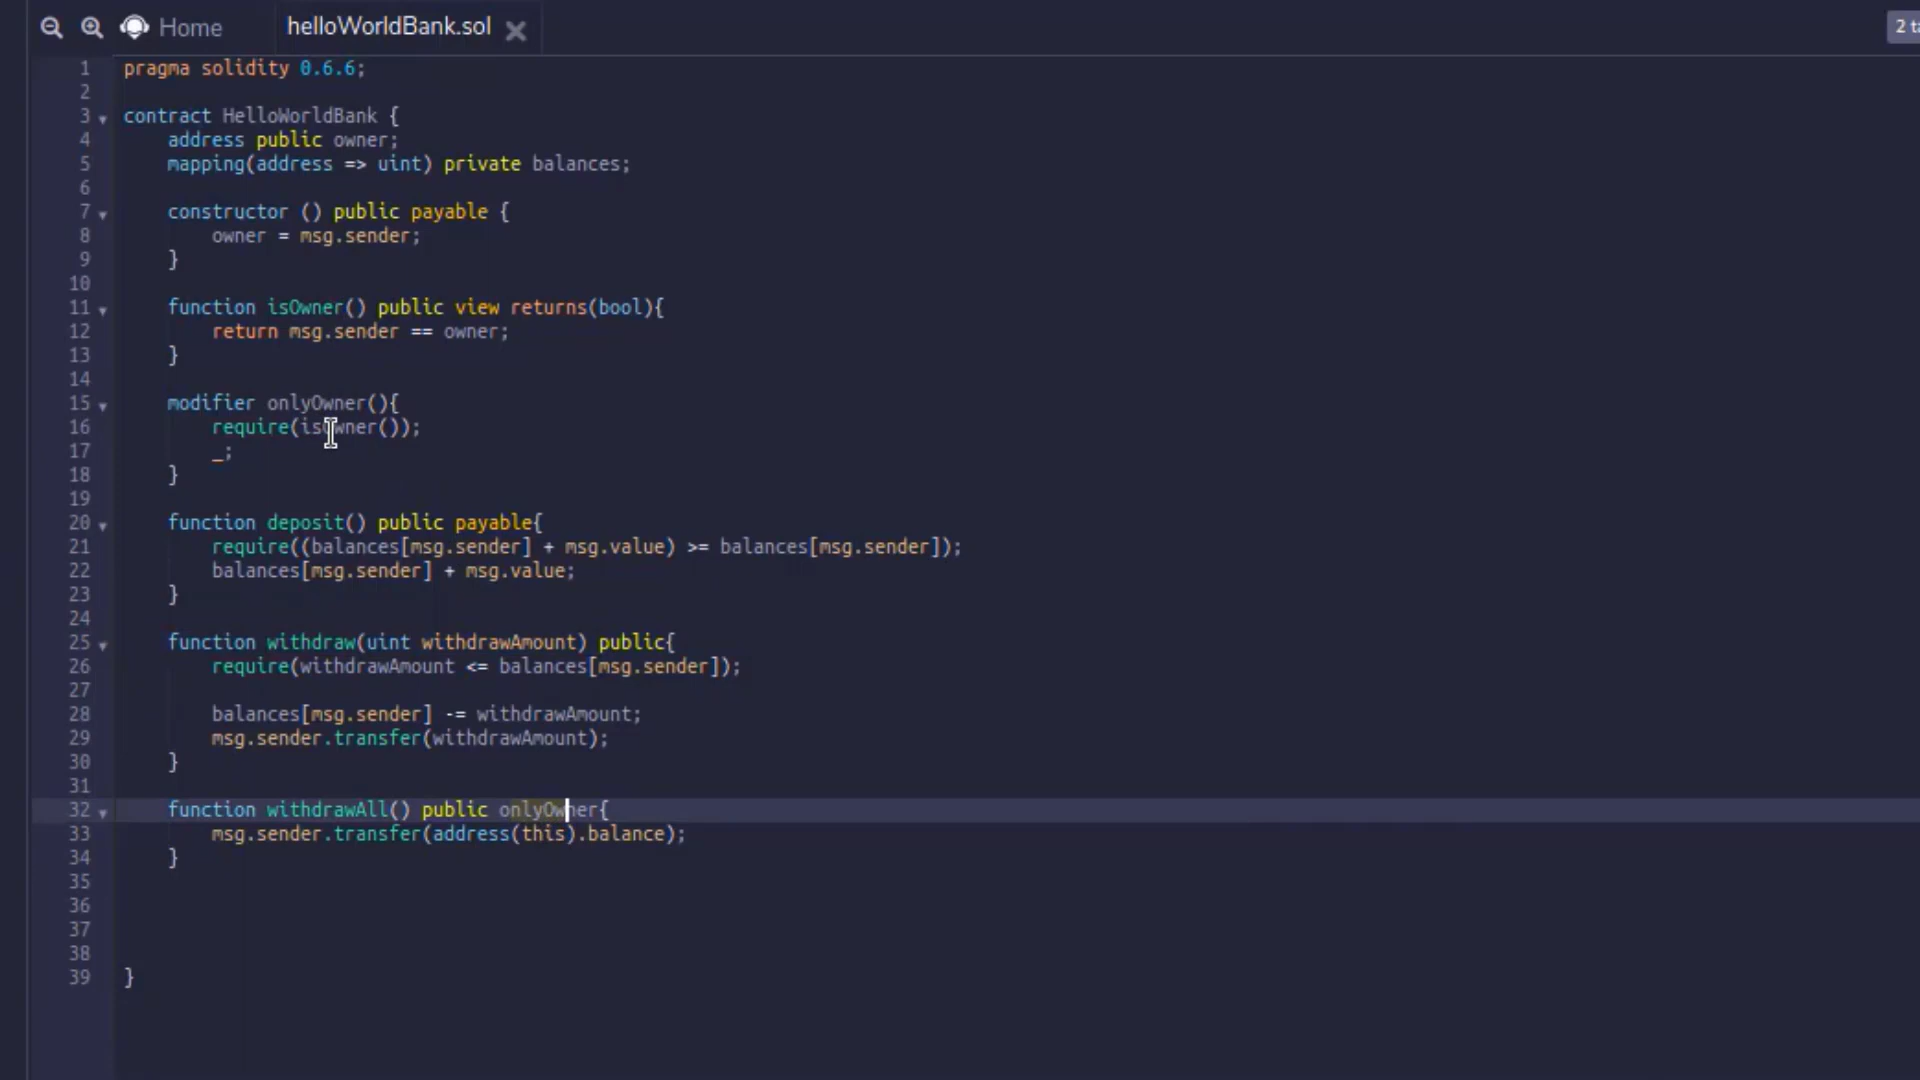 Home helloWorldBank.sol 2
1 pragma solidity 0.6.6;
2
3 contract HelloWorldBank {
4 address public owner;
5 mapping(address => uint) private balances;
6
7 constructor () public payable {
8 owner = msg.sender;
9 }
10
11 function isOwner() public view returns(bool){
12 return msg.sender == owner;
13 }
14
15 modifier onlyOwner(){
16 require(isOwner());
17 _;
18 }
19
20 function deposit() public payable{
21 require((balances[msg.sender] + msg.value) >= balances[msg.sender]);
22 balances[msg.sender] + msg.value;
23 }
24
25 function withdraw(uint withdrawAmount) public{
26 require(withdrawAmount <= balances[msg.sender]);
27
28 balances[msg.sender] -= withdrawAmount;
29 msg.sender.transfer(withdrawAmount);
30 }
31
32 function withdrawAll() public onlyOwner{
33 msg.sender.transfer(address(this).balance);
34 }
35
36
37
38
39 }